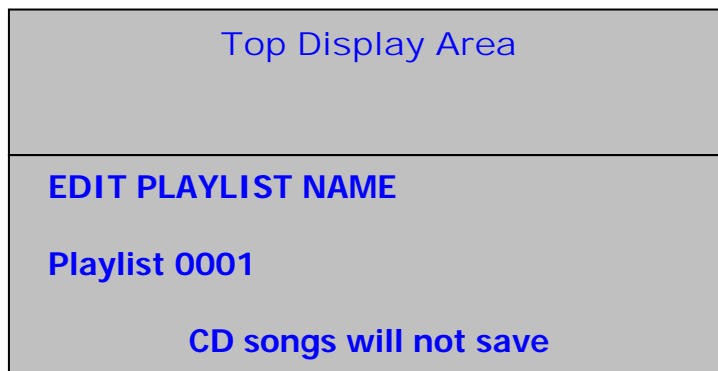 Top Display Area
EDIT PLAYLIST NAME
Playlist 0001
CD songs will not save